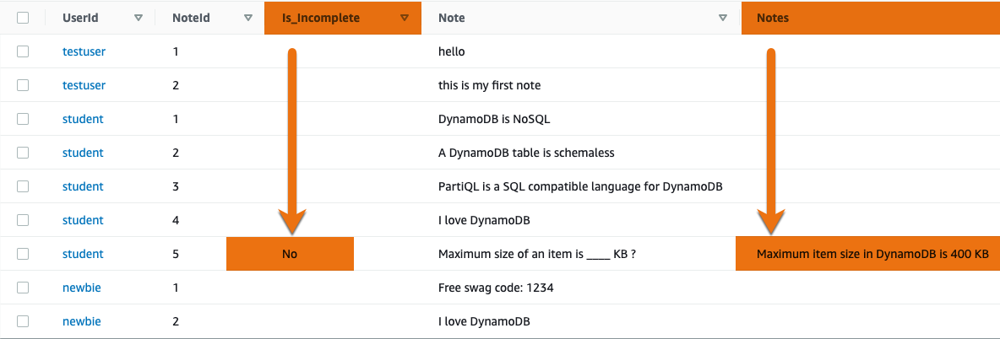 UserId NoteId Is_Incomplete Note Notes
testuser 1 hello
testuser 2 this is my first note
student 1 DynamoDB is NoSQL
student 2 A DynamoDB table is schemaless
student 3 PartiQL is a SQL compatible language for DynamoDB
student 4 I love DynamoDB
student 5 No Maximum size of an item is ____ KB ? Maximum item size in DynamoDB is 400 KB
newbie 1 Free swag code: 1234
newbie 2 I love DynamoDB